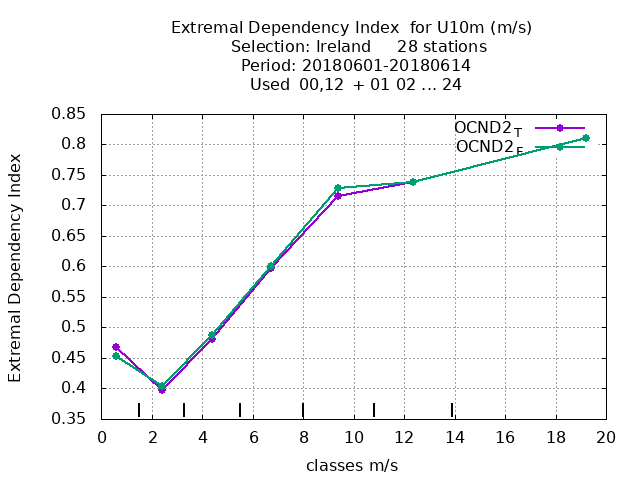 Extremal Dependency Index  for U10m (m/s)
Selection: Ireland     28 stations
Period: 20180601-20180614
Used  00,12  + 01 02 ... 24
OCND2T
OCND2F
Extremal Dependency Index
0.85
0.8
0.75
0.7
0.65
0.6
0.55
0.5
0.45
0.4
0.35
0 2 4 6 8 10 12 14 16 18 20
classes m/s